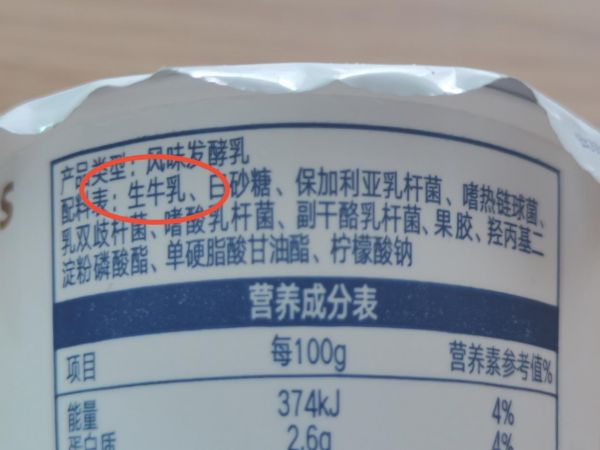 产品类型：风味发酵乳
配料表：生牛乳、白砂糖、保加利亚乳杆菌、嗜热链球菌、
乳双歧杆菌、嗜酸乳杆菌、副干酪乳杆菌、果胶、羟丙基二
淀粉磷酸酯、单硬脂酸甘油酯、柠檬酸钠
营养成分表
项目 每100g 营养素参考值%
能量 374kJ 4%
蛋白质 2.6g 4%